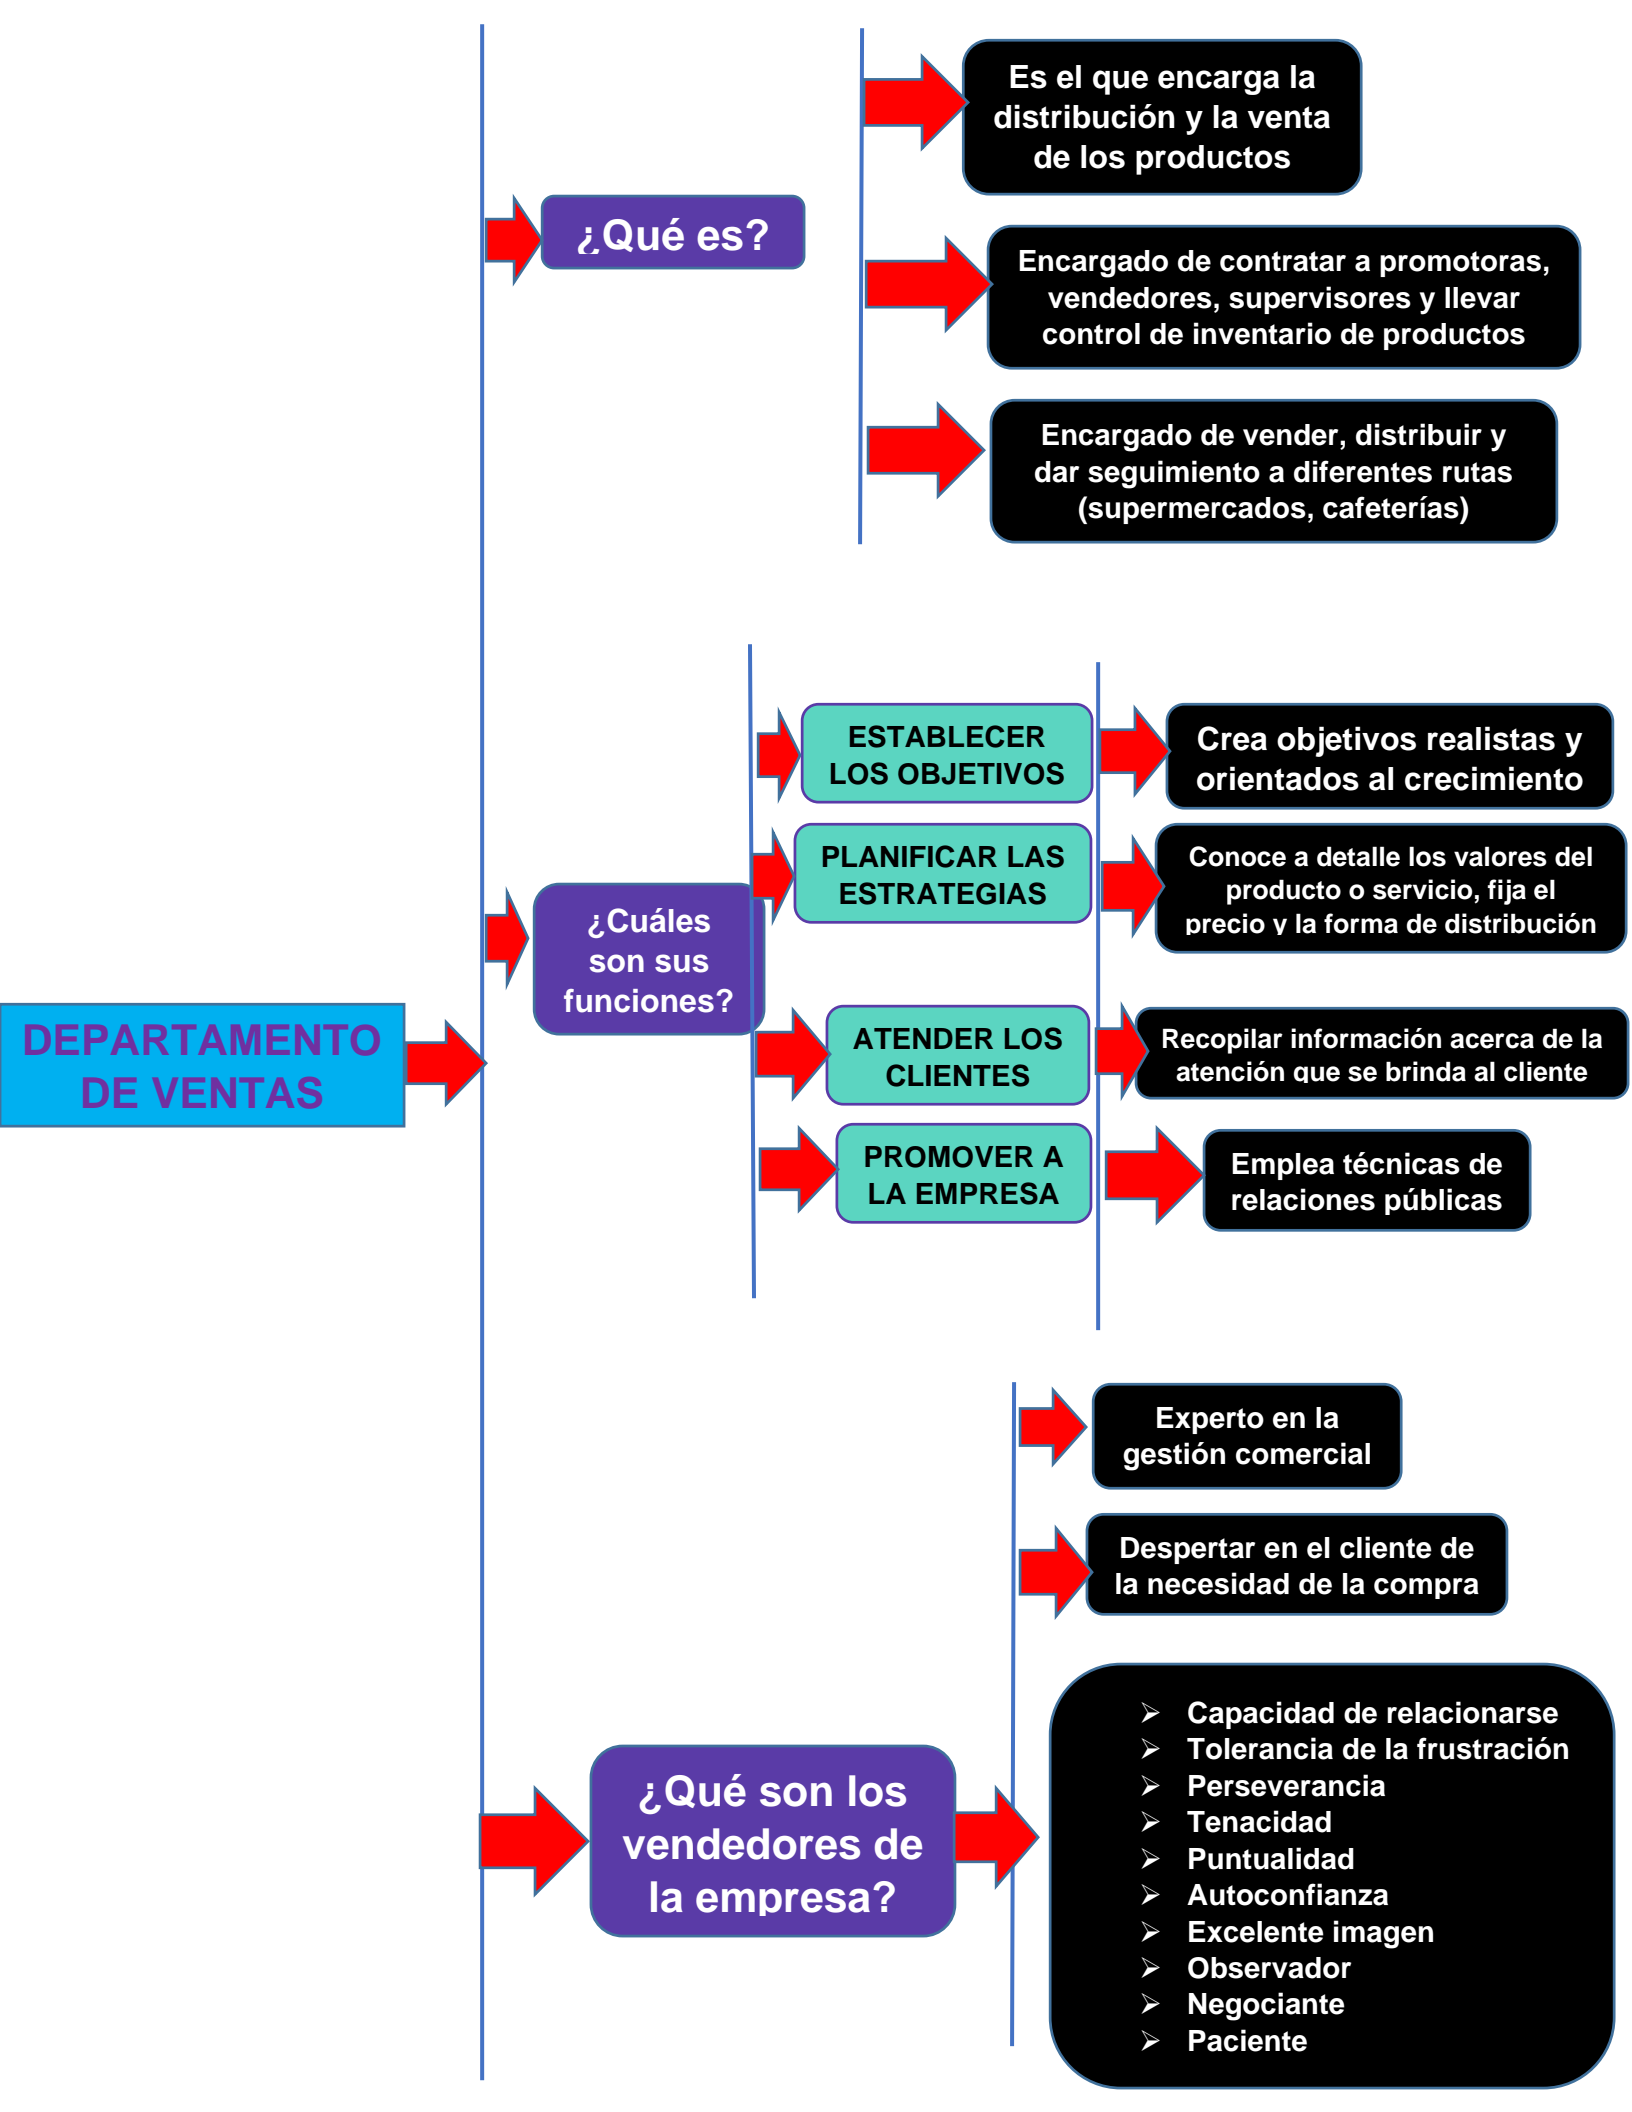 Es el que encarga la
distribución y la venta
de los productos
¿Qué es?
Encargado de contratar a promotoras,
vendedores, supervisores y llevar
control de inventario de productos
Encargado de vender, distribuir y
dar seguimiento a diferentes rutas
(supermercados, cafeterías)
DEPARTAMENTO
DE VENTAS
¿Cuáles
son sus
funciones?
ESTABLECER
LOS OBJETIVOS
Crea objetivos realistas y
orientados al crecimiento
PLANIFICAR LAS
ESTRATEGIAS
Conoce a detalle los valores del
producto o servicio, fija el
precio y la forma de distribución
ATENDER LOS
CLIENTES
Recopilar información acerca de la
atención que se brinda al cliente
PROMOVER A
LA EMPRESA
Emplea técnicas de
relaciones públicas
¿Qué son los
vendedores de
la empresa?
Experto en la
gestión comercial
Despertar en el cliente de
la necesidad de la compra
➢ Capacidad de relacionarse
➢ Tolerancia de la frustración
➢ Perseverancia
➢ Tenacidad
➢ Puntualidad
➢ Autoconfianza
➢ Excelente imagen
➢ Observador
➢ Negociante
➢ Paciente